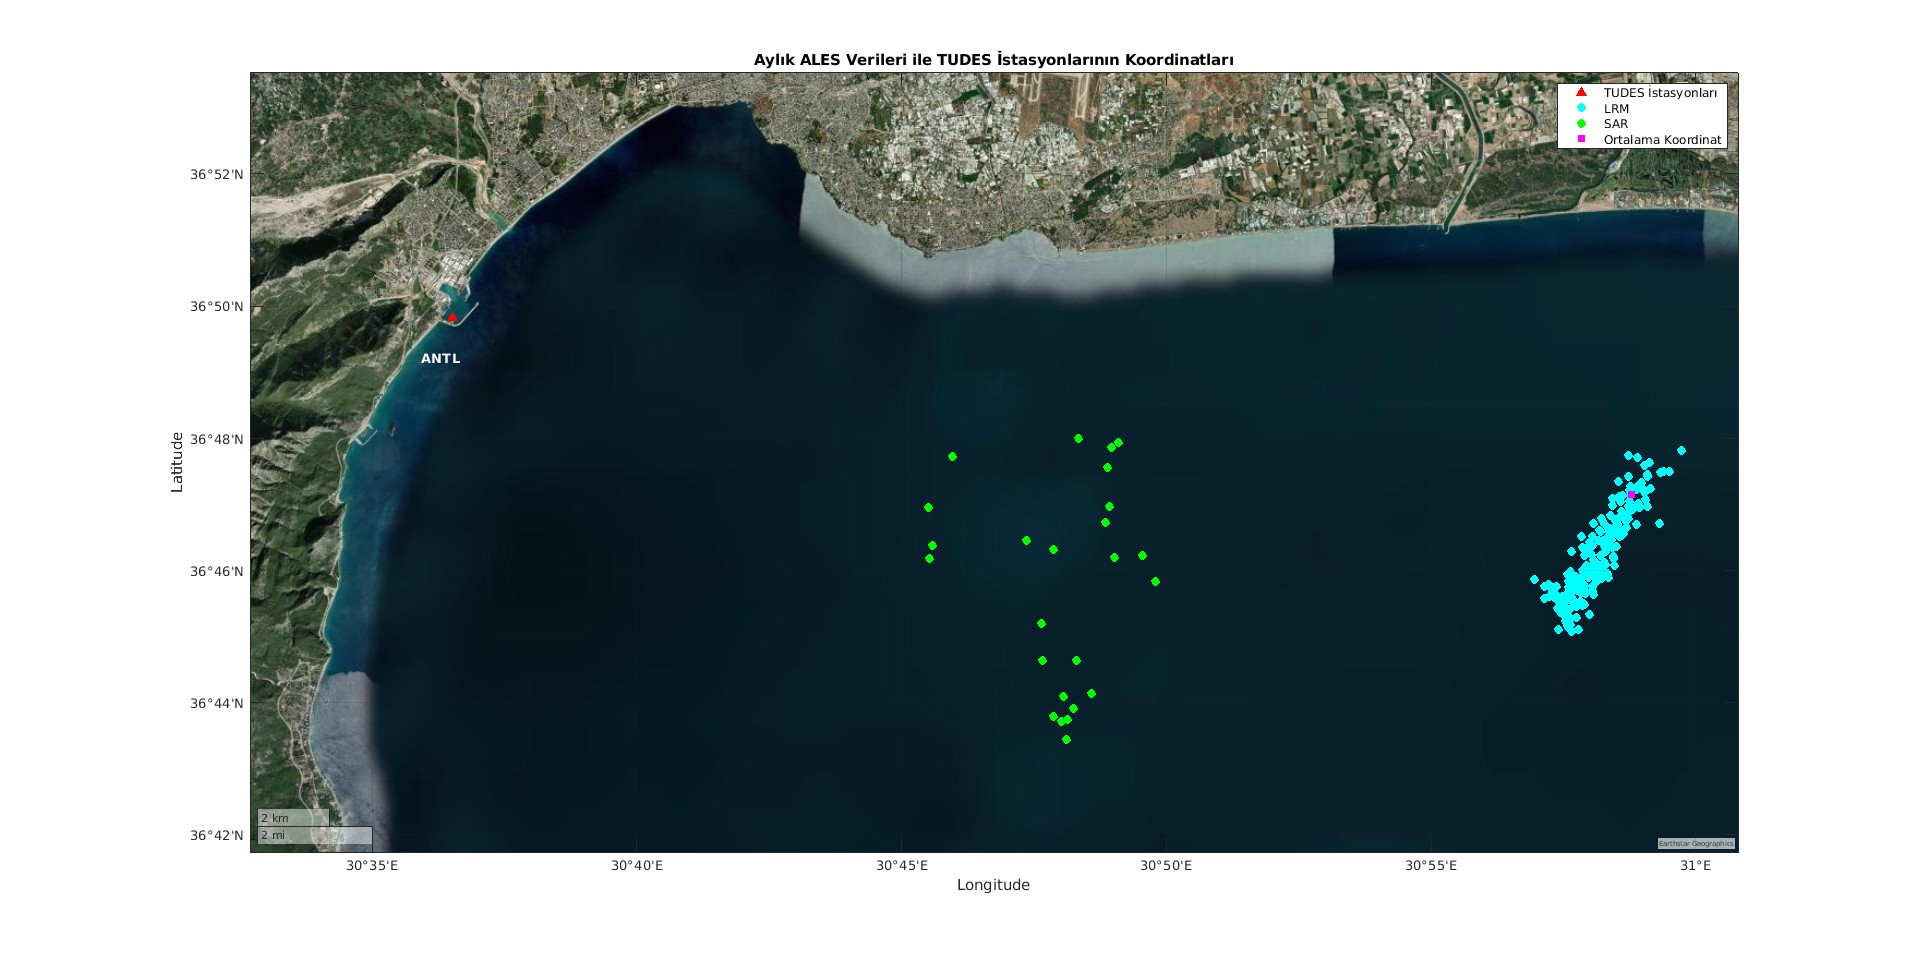 Aylık ALES Verileri ile TUDES İstasyonlarının Koordinatları
TUDES İstasyonları
LRM
SAR
Ortalama Koordinat
36°52'N
36°50'N
36°48'N
36°46'N
36°44'N
36°42'N
Latitude
ANTL
2 km
2 mi
Earthstar Geographics
30°35'E
30°40'E
30°45'E
30°50'E
30°55'E
31°E
Longitude